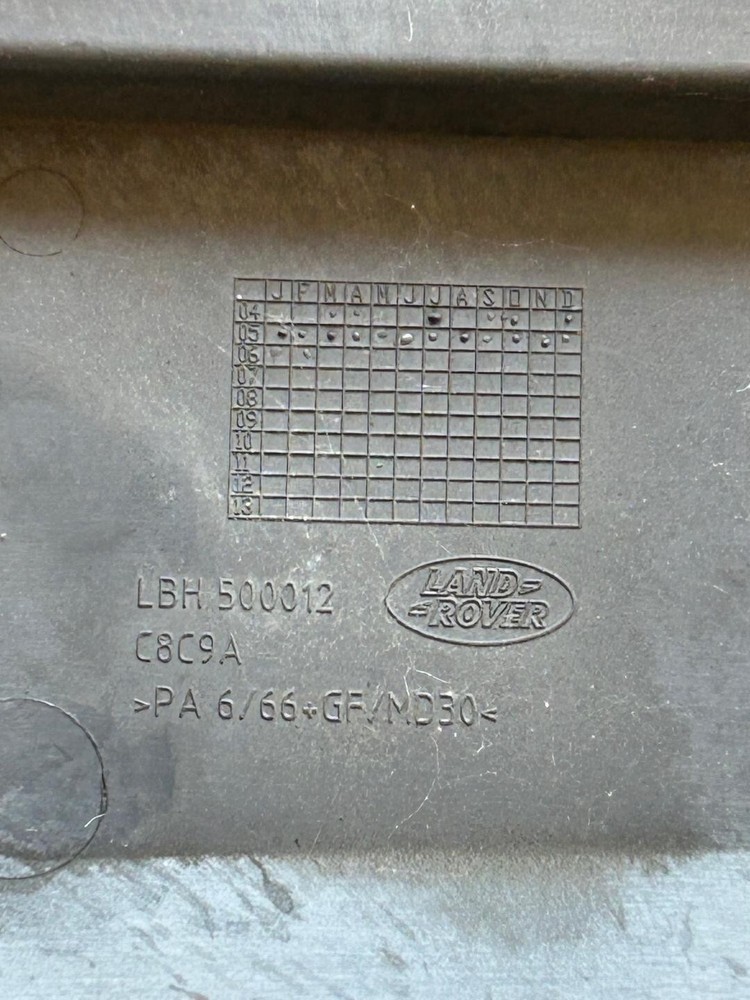 J F M A M J J A S O N D
04
05
06
07
08
09
10
11
12
13
LAND-
-ROVER
LBH 500012
C8C9A
>PA 6/66+GF/MD30<